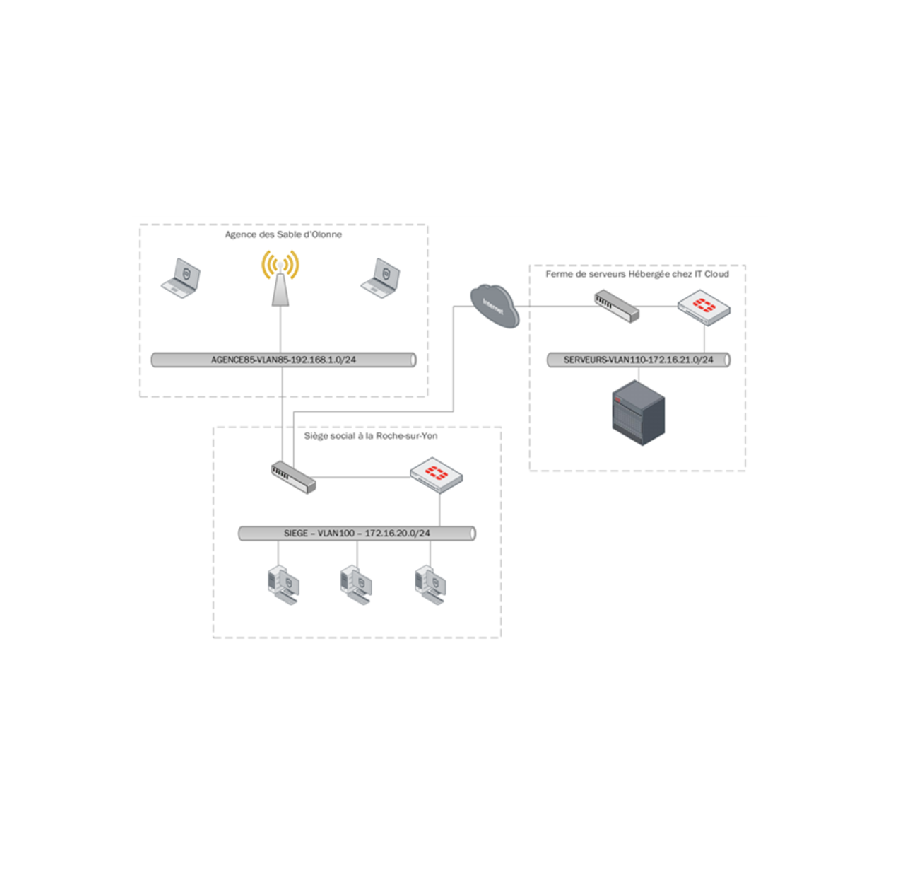 Agence des Sable d'Olonne
AGENCE85-VLAN85-192.168.1.0/24
Internet
Ferme de serveurs Hébergée chez IT Cloud
SERVEURS-VLAN110-172.16.21.0/24
Siège social à la Roche-sur-Yon
SIEGE – VLAN100 – 172.16.20.0/24